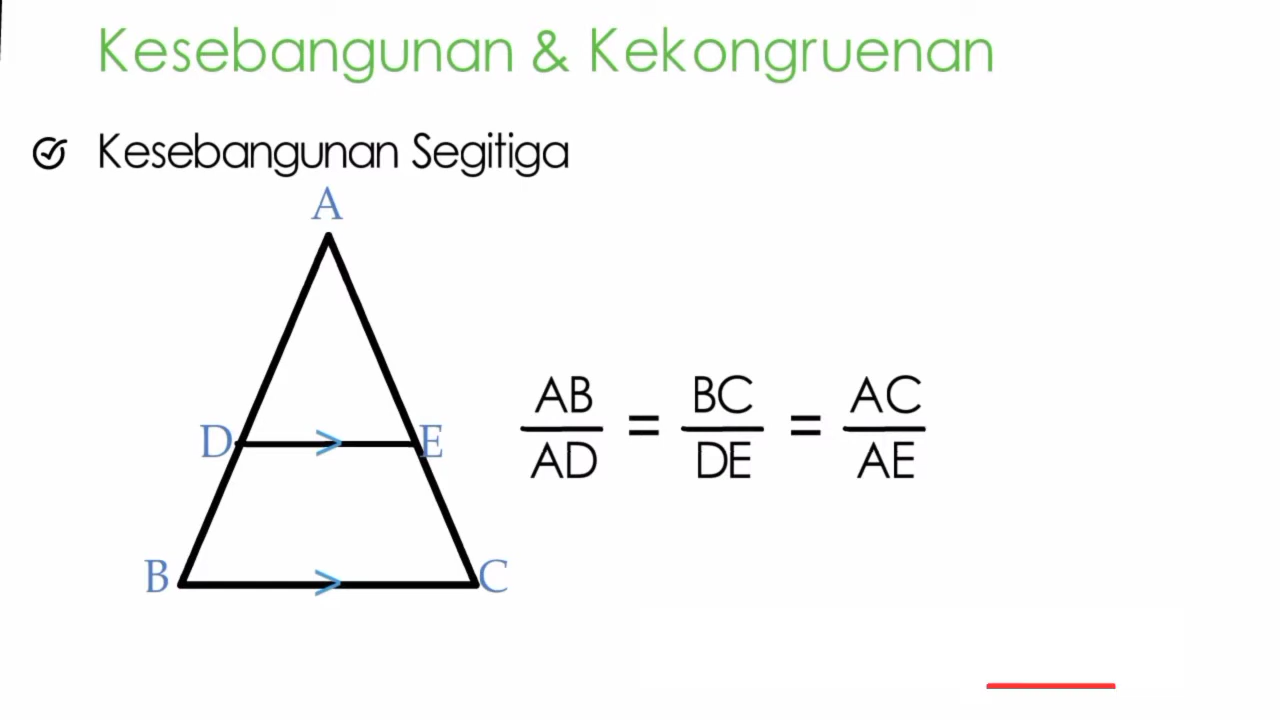 Kesebangunan & Kekongruenan
Kesebangunan Segitiga
A
D > E
B > C
AB/AD = BC/DE = AC/AE